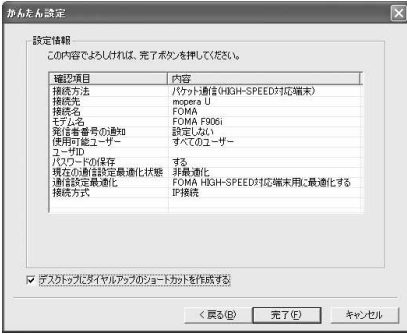 かんたん設定
設定情報
この内容でよろしければ、完了ボタンを押してください。
確認項目 内容
接続方法 パケット通信(HIGH-SPEED対応端末)
接続先 mopera U
接続名 FOMA
モデム名 FOMA F906i
発信者番号の通知 設定しない
使用可能ユーザー すべてのユーザー
ユーザID
パスワードの保存 する
現在の通信設定最適化状態 非最適化
通信設定最適化 FOMA HIGH-SPEED対応端末用に最適化する
接続方式 IP接続
デスクトップにダイヤルアップのショートカットを作成する
< 戻る(B) 完了(F) キャンセル